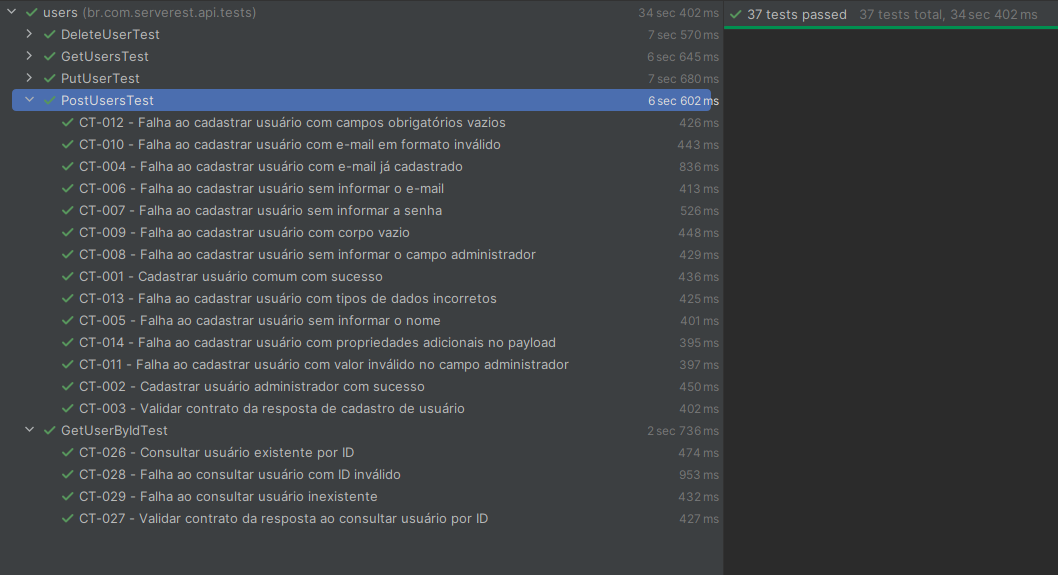 users (br.com.serverest.api.tests) 34 sec 402 ms
DeleteUserTest 7 sec 570 ms
GetUsersTest 6 sec 645 ms
PutUserTest 7 sec 680 ms
PostUsersTest 6 sec 602 ms
CT-012 - Falha ao cadastrar usuário com campos obrigatórios vazios 426 ms
CT-010 - Falha ao cadastrar usuário com e-mail em formato inválido 443 ms
CT-004 - Falha ao cadastrar usuário com e-mail já cadastrado 836 ms
CT-006 - Falha ao cadastrar usuário sem informar o e-mail 413 ms
CT-007 - Falha ao cadastrar usuário sem informar a senha 526 ms
CT-009 - Falha ao cadastrar usuário com corpo vazio 448 ms
CT-008 - Falha ao cadastrar usuário sem informar o campo administrador 429 ms
CT-001 - Cadastrar usuário comum com sucesso 436 ms
CT-013 - Falha ao cadastrar usuário com tipos de dados incorretos 425 ms
CT-005 - Falha ao cadastrar usuário sem informar o nome 401 ms
CT-014 - Falha ao cadastrar usuário com propriedades adicionais no payload 395 ms
CT-011 - Falha ao cadastrar usuário com valor inválido no campo administrador 397 ms
CT-002 - Cadastrar usuário administrador com sucesso 450 ms
CT-003 - Validar contrato da resposta de cadastro de usuário 402 ms
GetUserByIdTest 2 sec 736 ms
CT-026 - Consultar usuário existente por ID 474 ms
CT-028 - Falha ao consultar usuário com ID inválido 953 ms
CT-029 - Falha ao consultar usuário inexistente 432 ms
CT-027 - Validar contrato da resposta ao consultar usuário por ID 427 ms
37 tests passed 37 tests total, 34 sec 402 ms